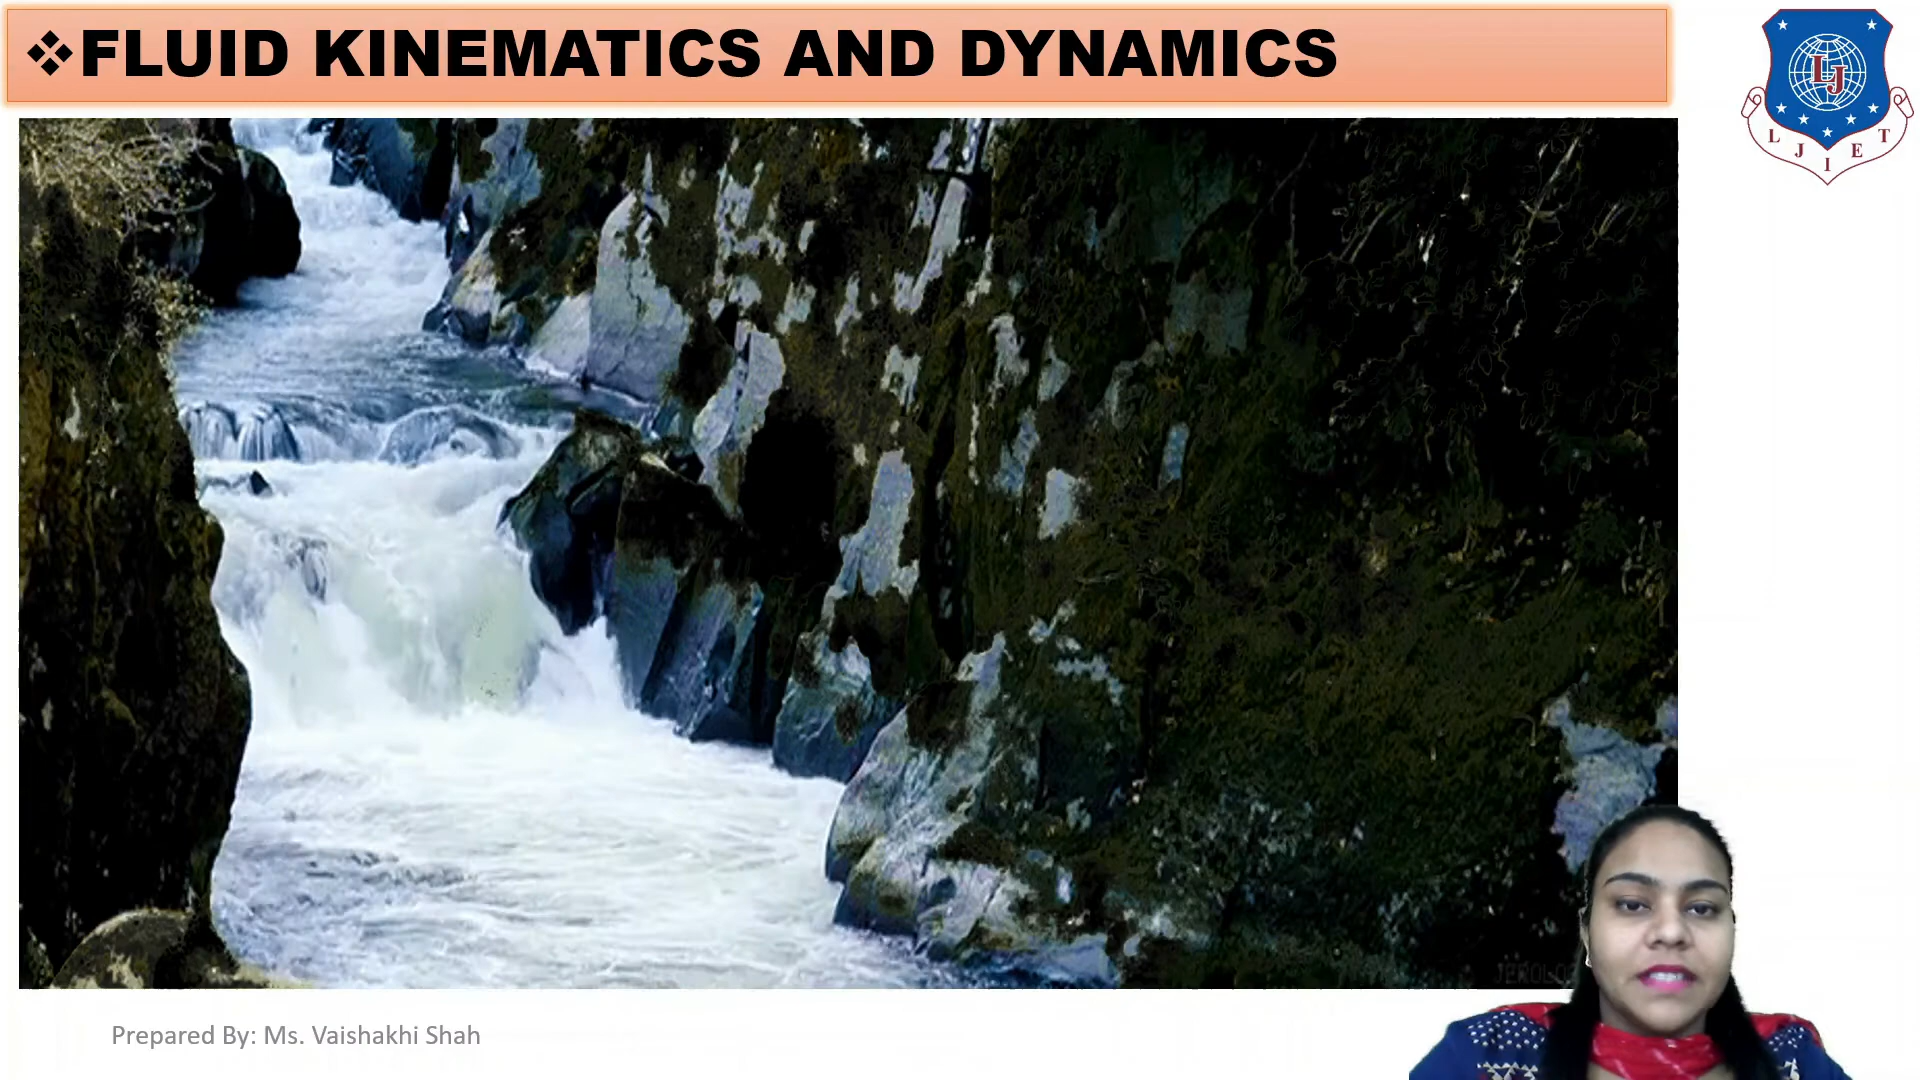 ❖FLUID KINEMATICS AND DYNAMICS
LJ
L J I E T
Prepared By: Ms. Vaishakhi Shah